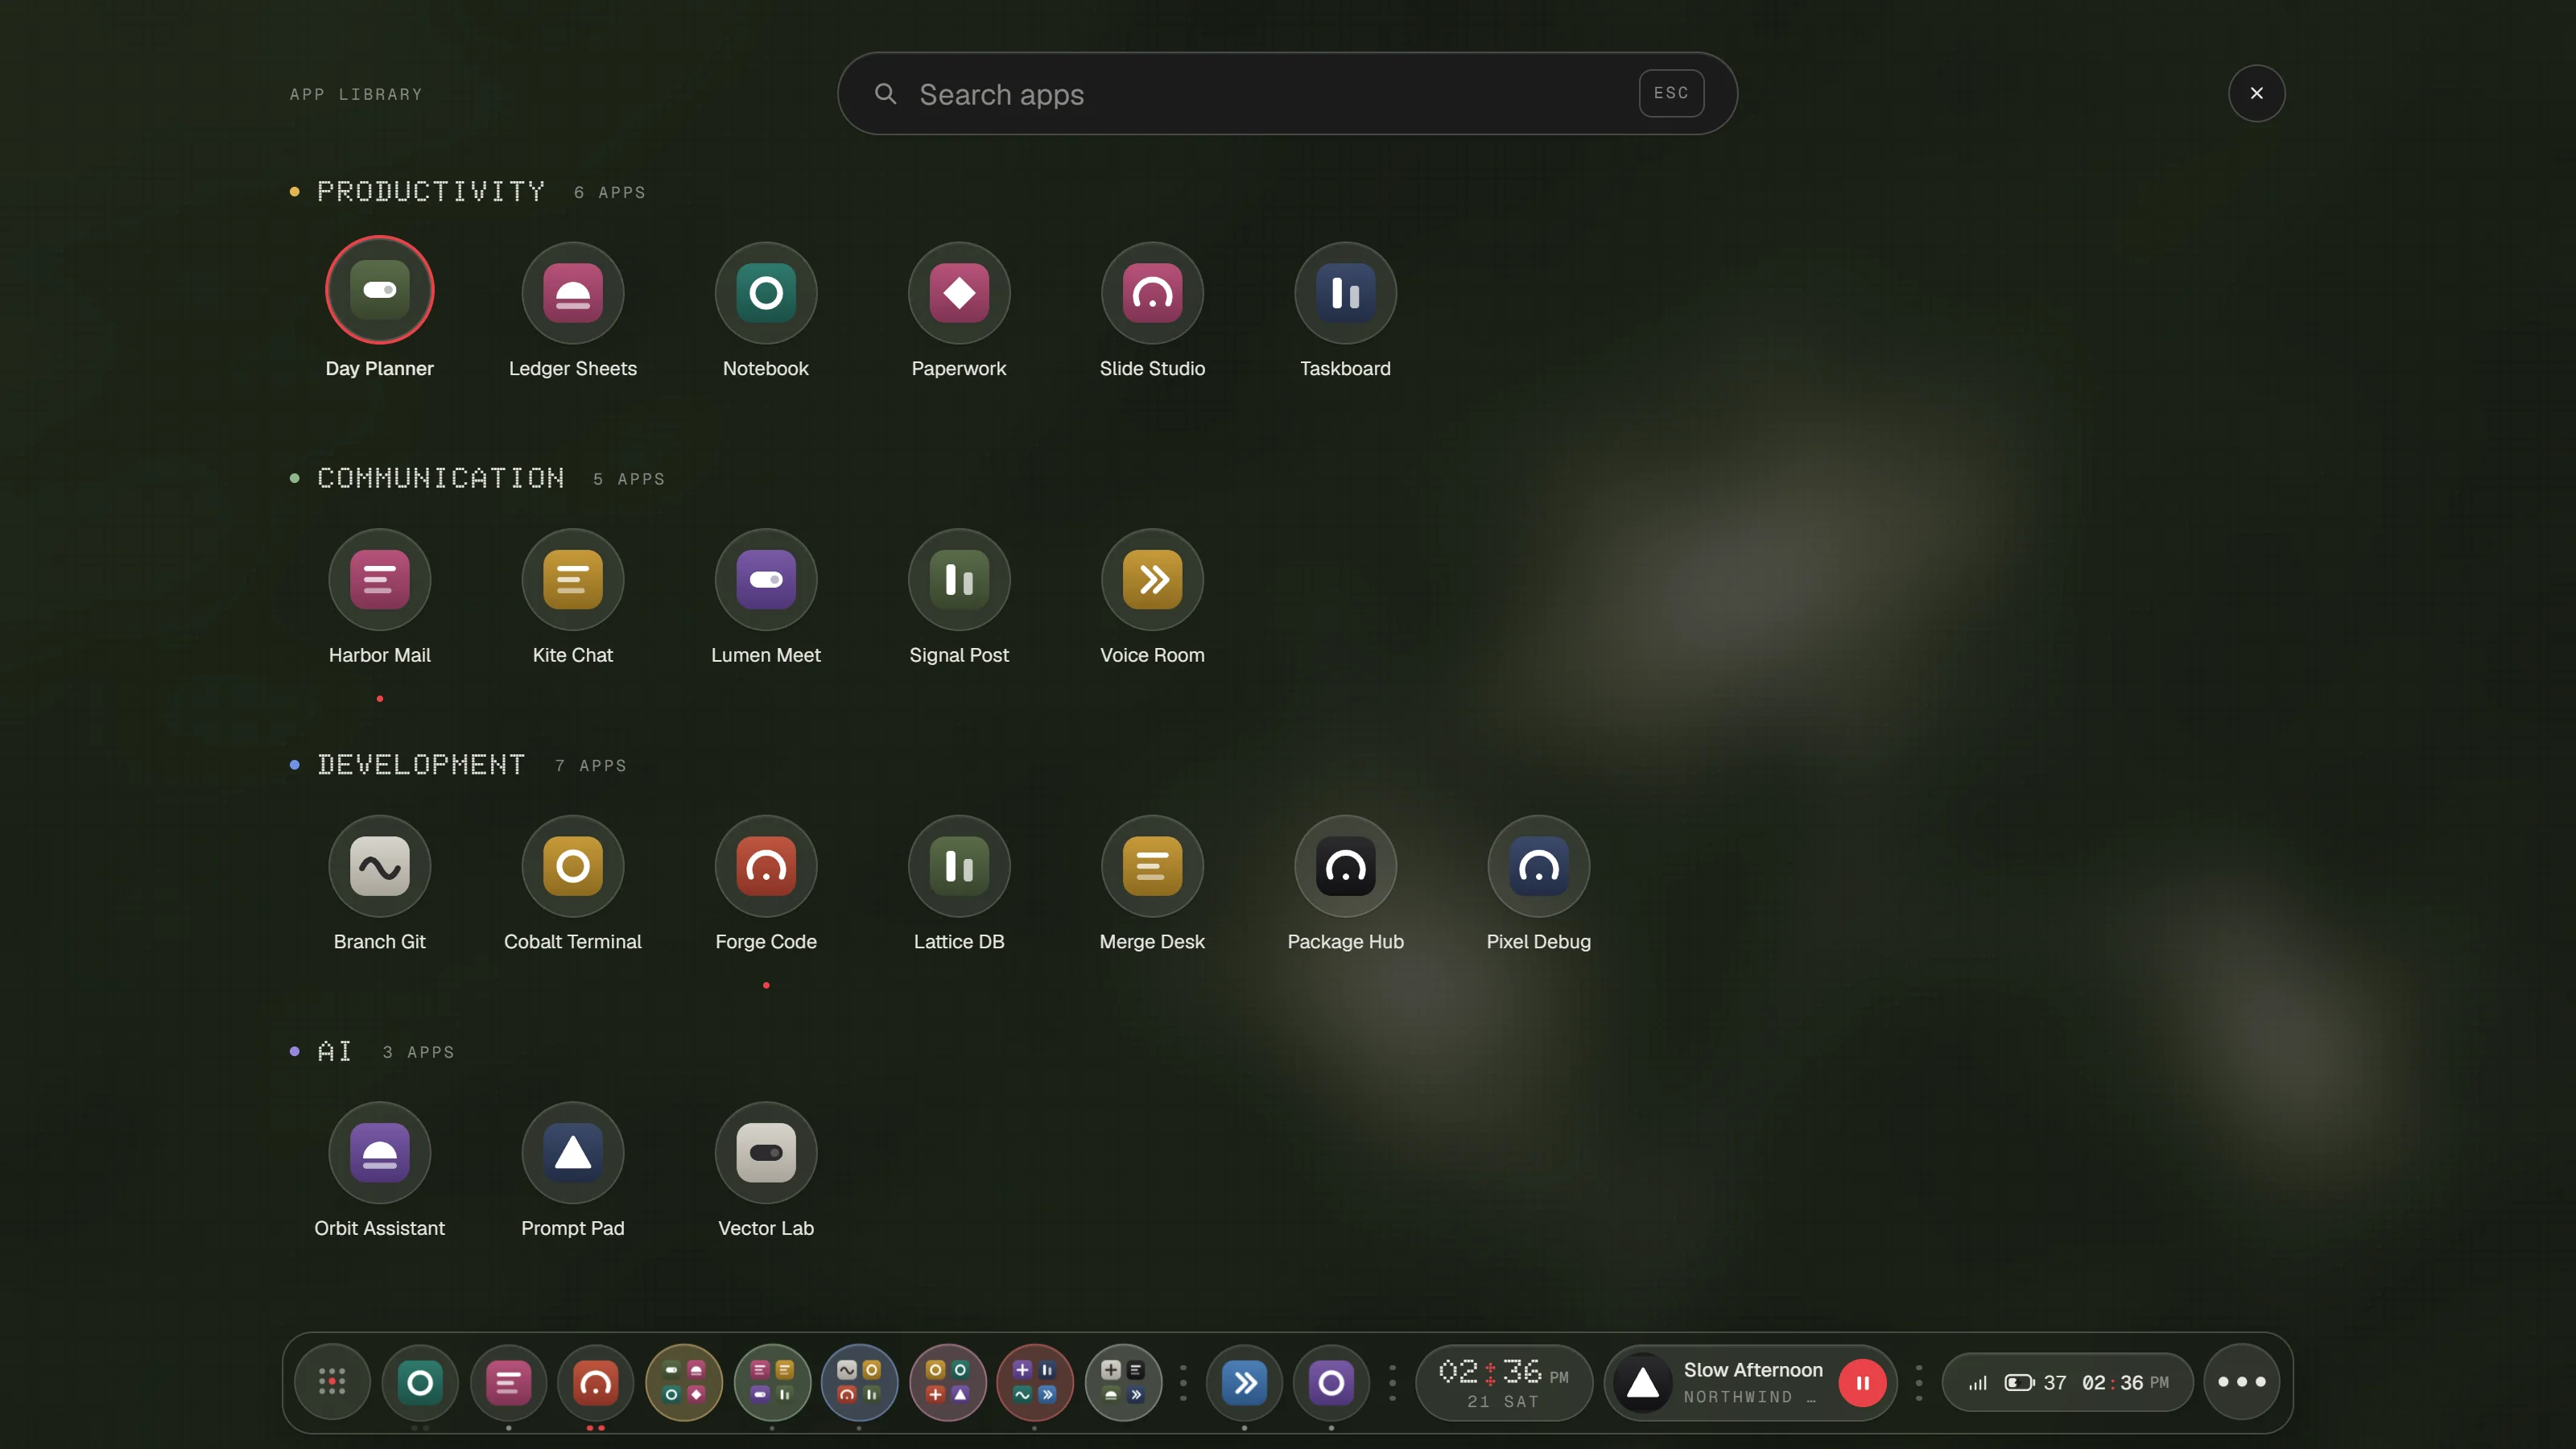 APP LIBRARY
Search apps
ESC
PRODUCTIVITY 6 APPS
Day Planner
Ledger Sheets
Notebook
Paperwork
Slide Studio
Taskboard
COMMUNICATION 5 APPS
Harbor Mail
Kite Chat
Lumen Meet
Signal Post
Voice Room
DEVELOPMENT 7 APPS
Branch Git
Cobalt Terminal
Forge Code
Lattice DB
Merge Desk
Package Hub
Pixel Debug
AI 3 APPS
Orbit Assistant
Prompt Pad
Vector Lab
02:36 PM
21 SAT
Slow Afternoon
NORTHWIND …
37
02:36 PM